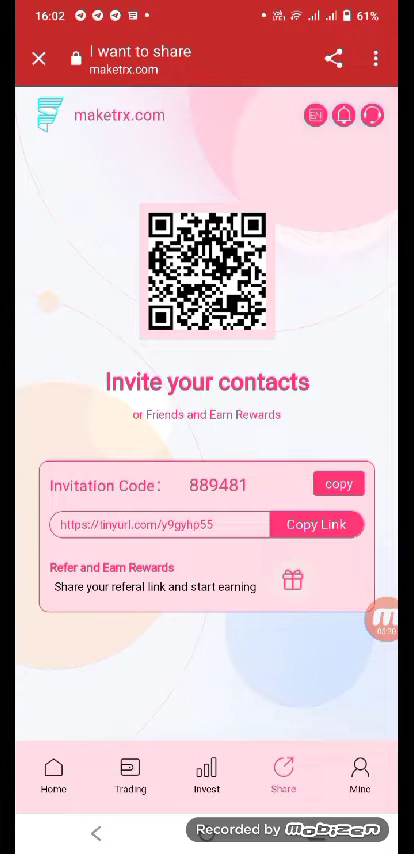 16:02
61%
I want to share
maketrx.com
maketrx.com
EN
Invite your contacts
or Friends and Earn Rewards
Invitation Code: 889481 copy
https://tinyurl.com/y9gyhp55 Copy Link
Refer and Earn Rewards
Share your referal link and start earning
Home Trading Invest Share Mine
Recorded by mobizen